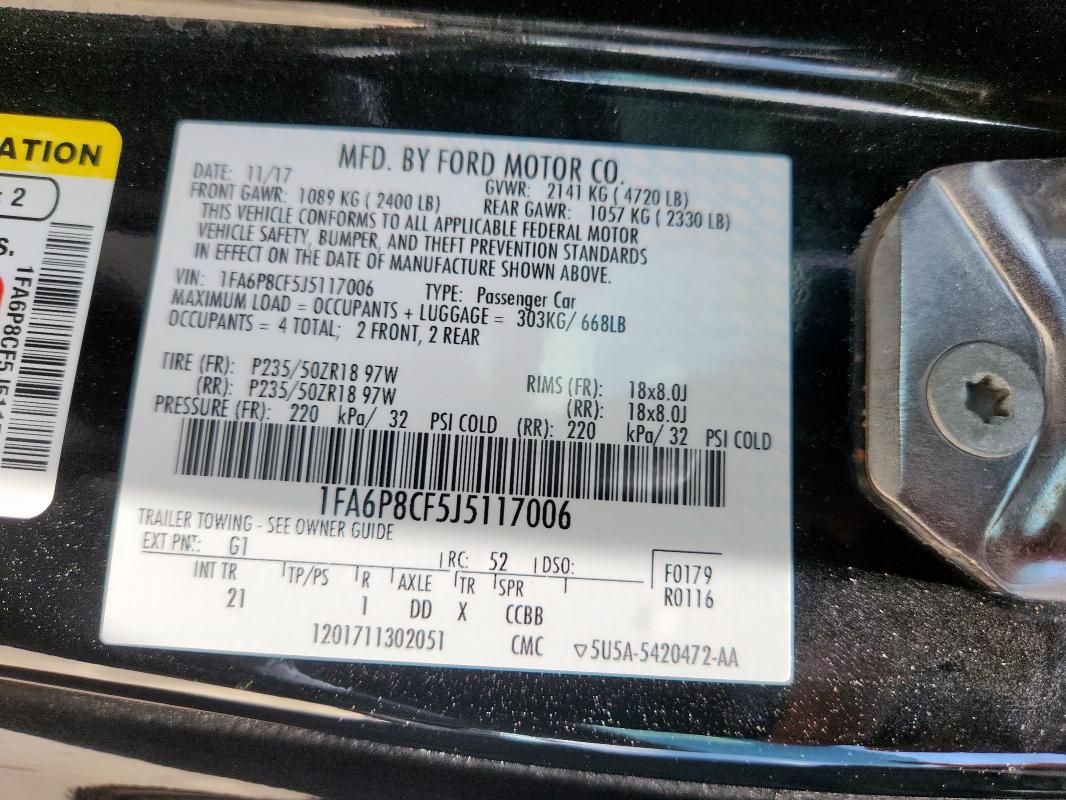 ATION
: 2
S.
1FA6P8CF5J511
MFD. BY FORD MOTOR CO.
DATE: 11/17 GVWR: 2141 KG ( 4720 LB)
FRONT GAWR: 1089 KG ( 2400 LB) REAR GAWR: 1057 KG ( 2330 LB)
THIS VEHICLE CONFORMS TO ALL APPLICABLE FEDERAL MOTOR
VEHICLE SAFETY, BUMPER, AND THEFT PREVENTION STANDARDS
IN EFFECT ON THE DATE OF MANUFACTURE SHOWN ABOVE.
VIN: 1FA6P8CF5J5117006 TYPE: Passenger Car
MAXIMUM LOAD = OCCUPANTS + LUGGAGE = 303KG/ 668LB
OCCUPANTS = 4 TOTAL; 2 FRONT, 2 REAR
TIRE (FR): P235/50ZR18 97W RIMS (FR): 18x8.0J
(RR): P235/50ZR18 97W (RR): 18x8.0J
PRESSURE (FR): 220 kPa/ 32 PSI COLD (RR): 220 kPa/ 32 PSI COLD
1FA6P8CF5J5117006
TRAILER TOWING - SEE OWNER GUIDE
EXT PNT: G1 RC: 52 DSO: F0179
INT TR TP/PS R AXLE TR SPR R0116
21 1 DD X CCBB
1201711302051 CMC ▽5U5A-5420472-AA